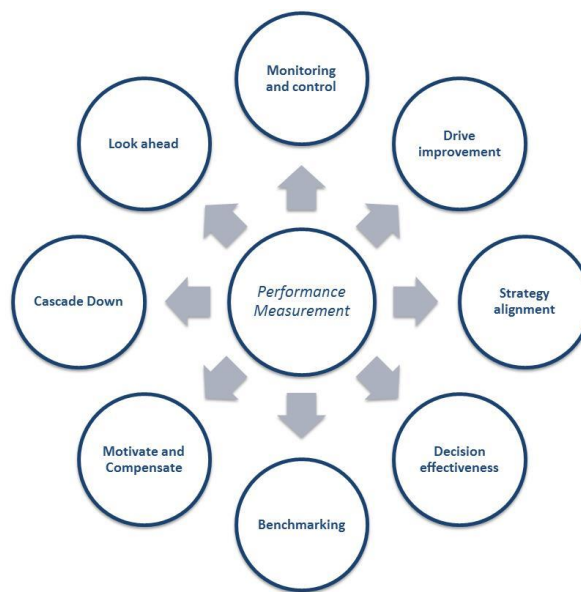 Monitoring
and control
Drive
improvement
Strategy
alignment
Decision
effectiveness
Benchmarking
Motivate and
Compensate
Cascade Down
Look ahead
Performance
Measurement